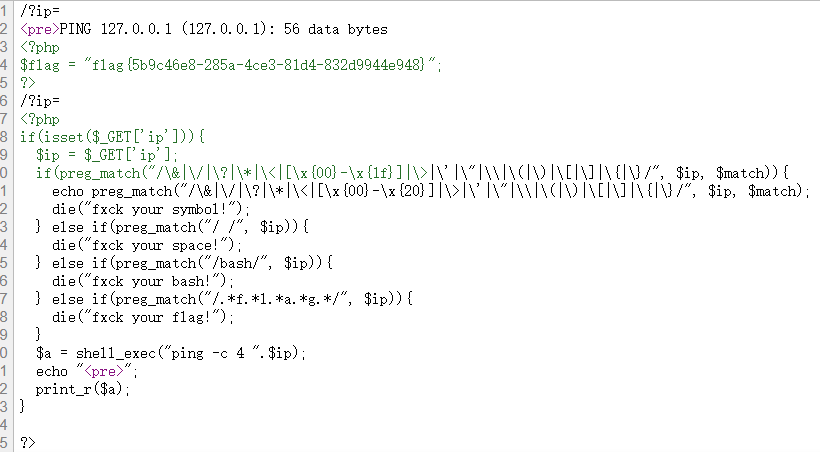 1 /?ip=
2 <pre>PING 127.0.0.1 (127.0.0.1): 56 data bytes
3 <?php
4 $flag = "flag{5b9c46e8-285a-4ce3-81d4-832d9944e948}";
5 ?>
6 /?ip=
7 <?php
8 if(isset($_GET['ip'])){
9 $ip = $_GET['ip'];
0 if(preg_match("/\&|\/|\?|\*|\<|[\x{00}-\x{1f}]|\>|\'|\"|\\|\(|\)|\[|\]|\{|\}/", $ip, $match)){
1 echo preg_match("/\&|\/|\?|\*|\<|[\x{00}-\x{20}]|\>|\'|\"|\\|\(|\)|\[|\]|\{|\}/", $ip, $match);
2 die("fxck your symbol!");
3 } else if(preg_match("/ /", $ip)){
4 die("fxck your space!");
5 } else if(preg_match("/bash/", $ip)){
6 die("fxck your bash!");
7 } else if(preg_match("/.*f.*l.*a.*g.*/", $ip)){
8 die("fxck your flag!");
9 }
0 $a = shell_exec("ping -c 4 ".$ip);
1 echo "<pre>";
2 print_r($a);
3 }
4
5 ?>